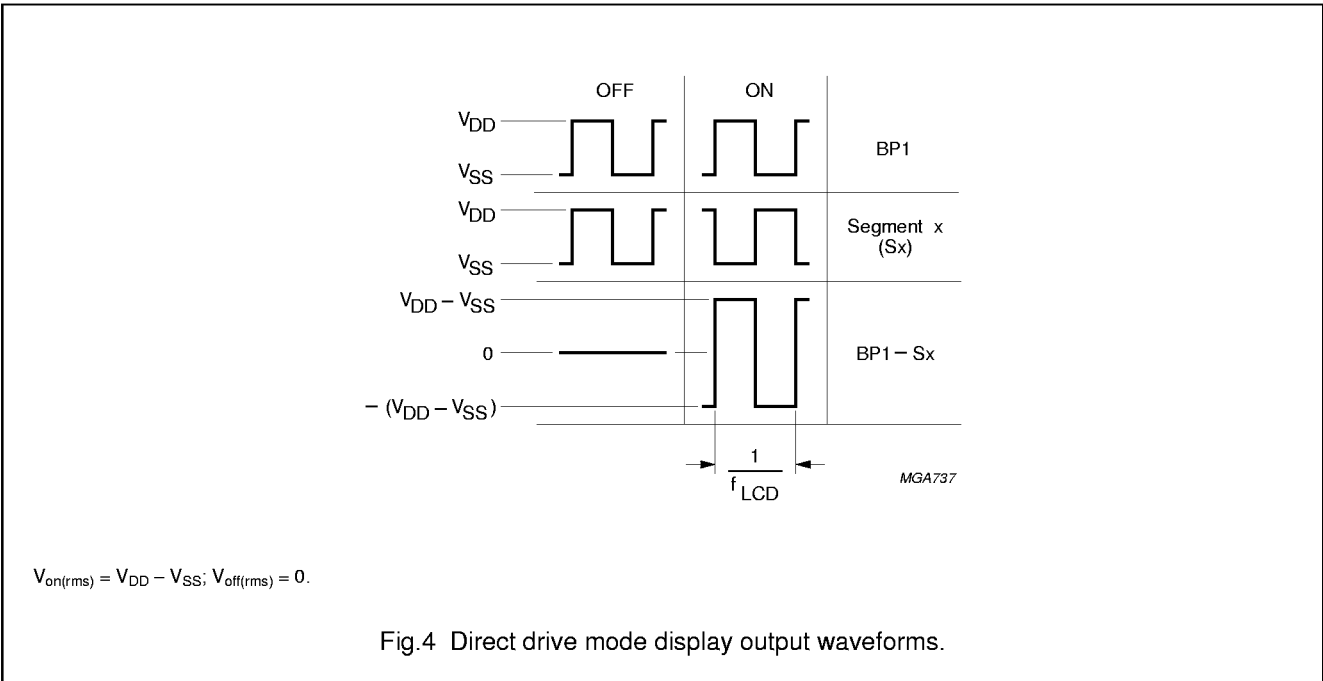 OFF ON
VDD
VSS
BP1
VDD
VSS
Segment x
(Sx)
VDD – VSS
0
– (VDD – VSS)
BP1 – Sx
1
f LCD
MGA737
Von(rms) = VDD – VSS; Voff(rms) = 0.
Fig.4 Direct drive mode display output waveforms.